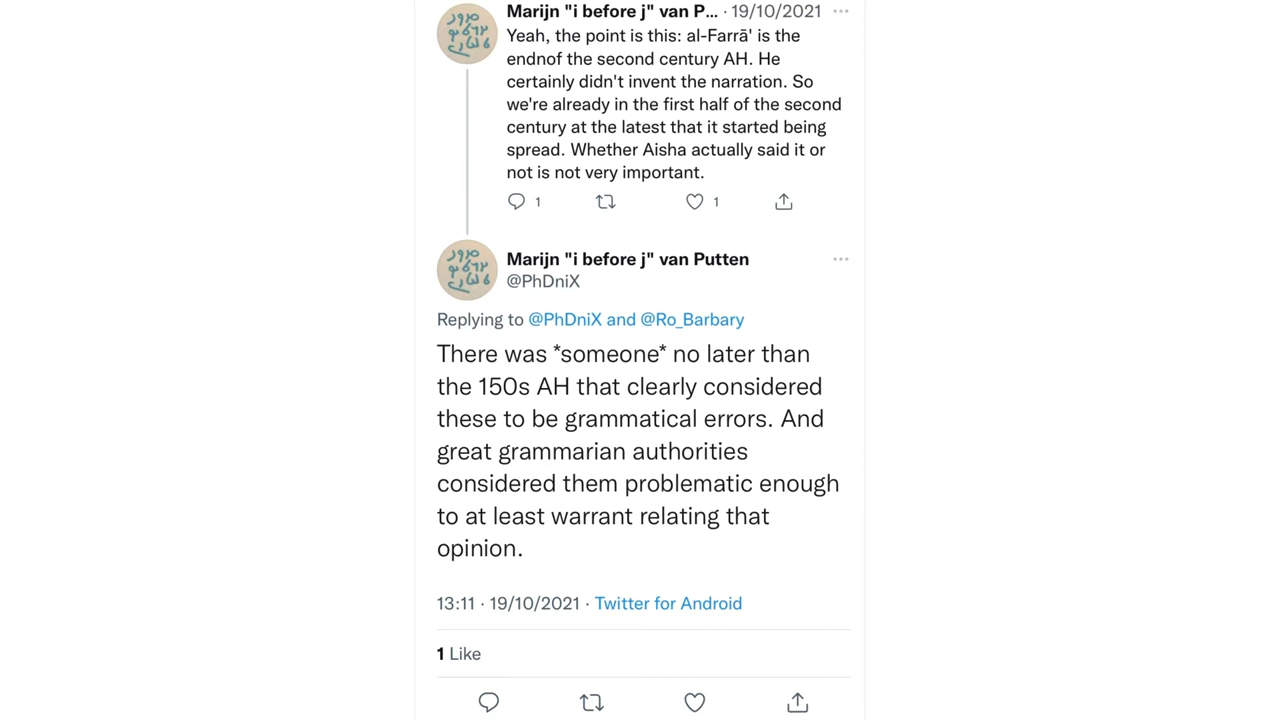 Marijn "i before j" van P... · 19/10/2021
Yeah, the point is this: al-Farrā' is the
endnof the second century AH. He
certainly didn't invent the narration. So
we're already in the first half of the second
century at the latest that it started being
spread. Whether Aisha actually said it or
not is not very important.
1 1
Marijn "i before j" van Putten
@PhDniX
Replying to @PhDniX and @Ro_Barbary
There was *someone* no later than
the 150s AH that clearly considered
these to be grammatical errors. And
great grammarian authorities
considered them problematic enough
to at least warrant relating that
opinion.
13:11 · 19/10/2021 · Twitter for Android
1 Like